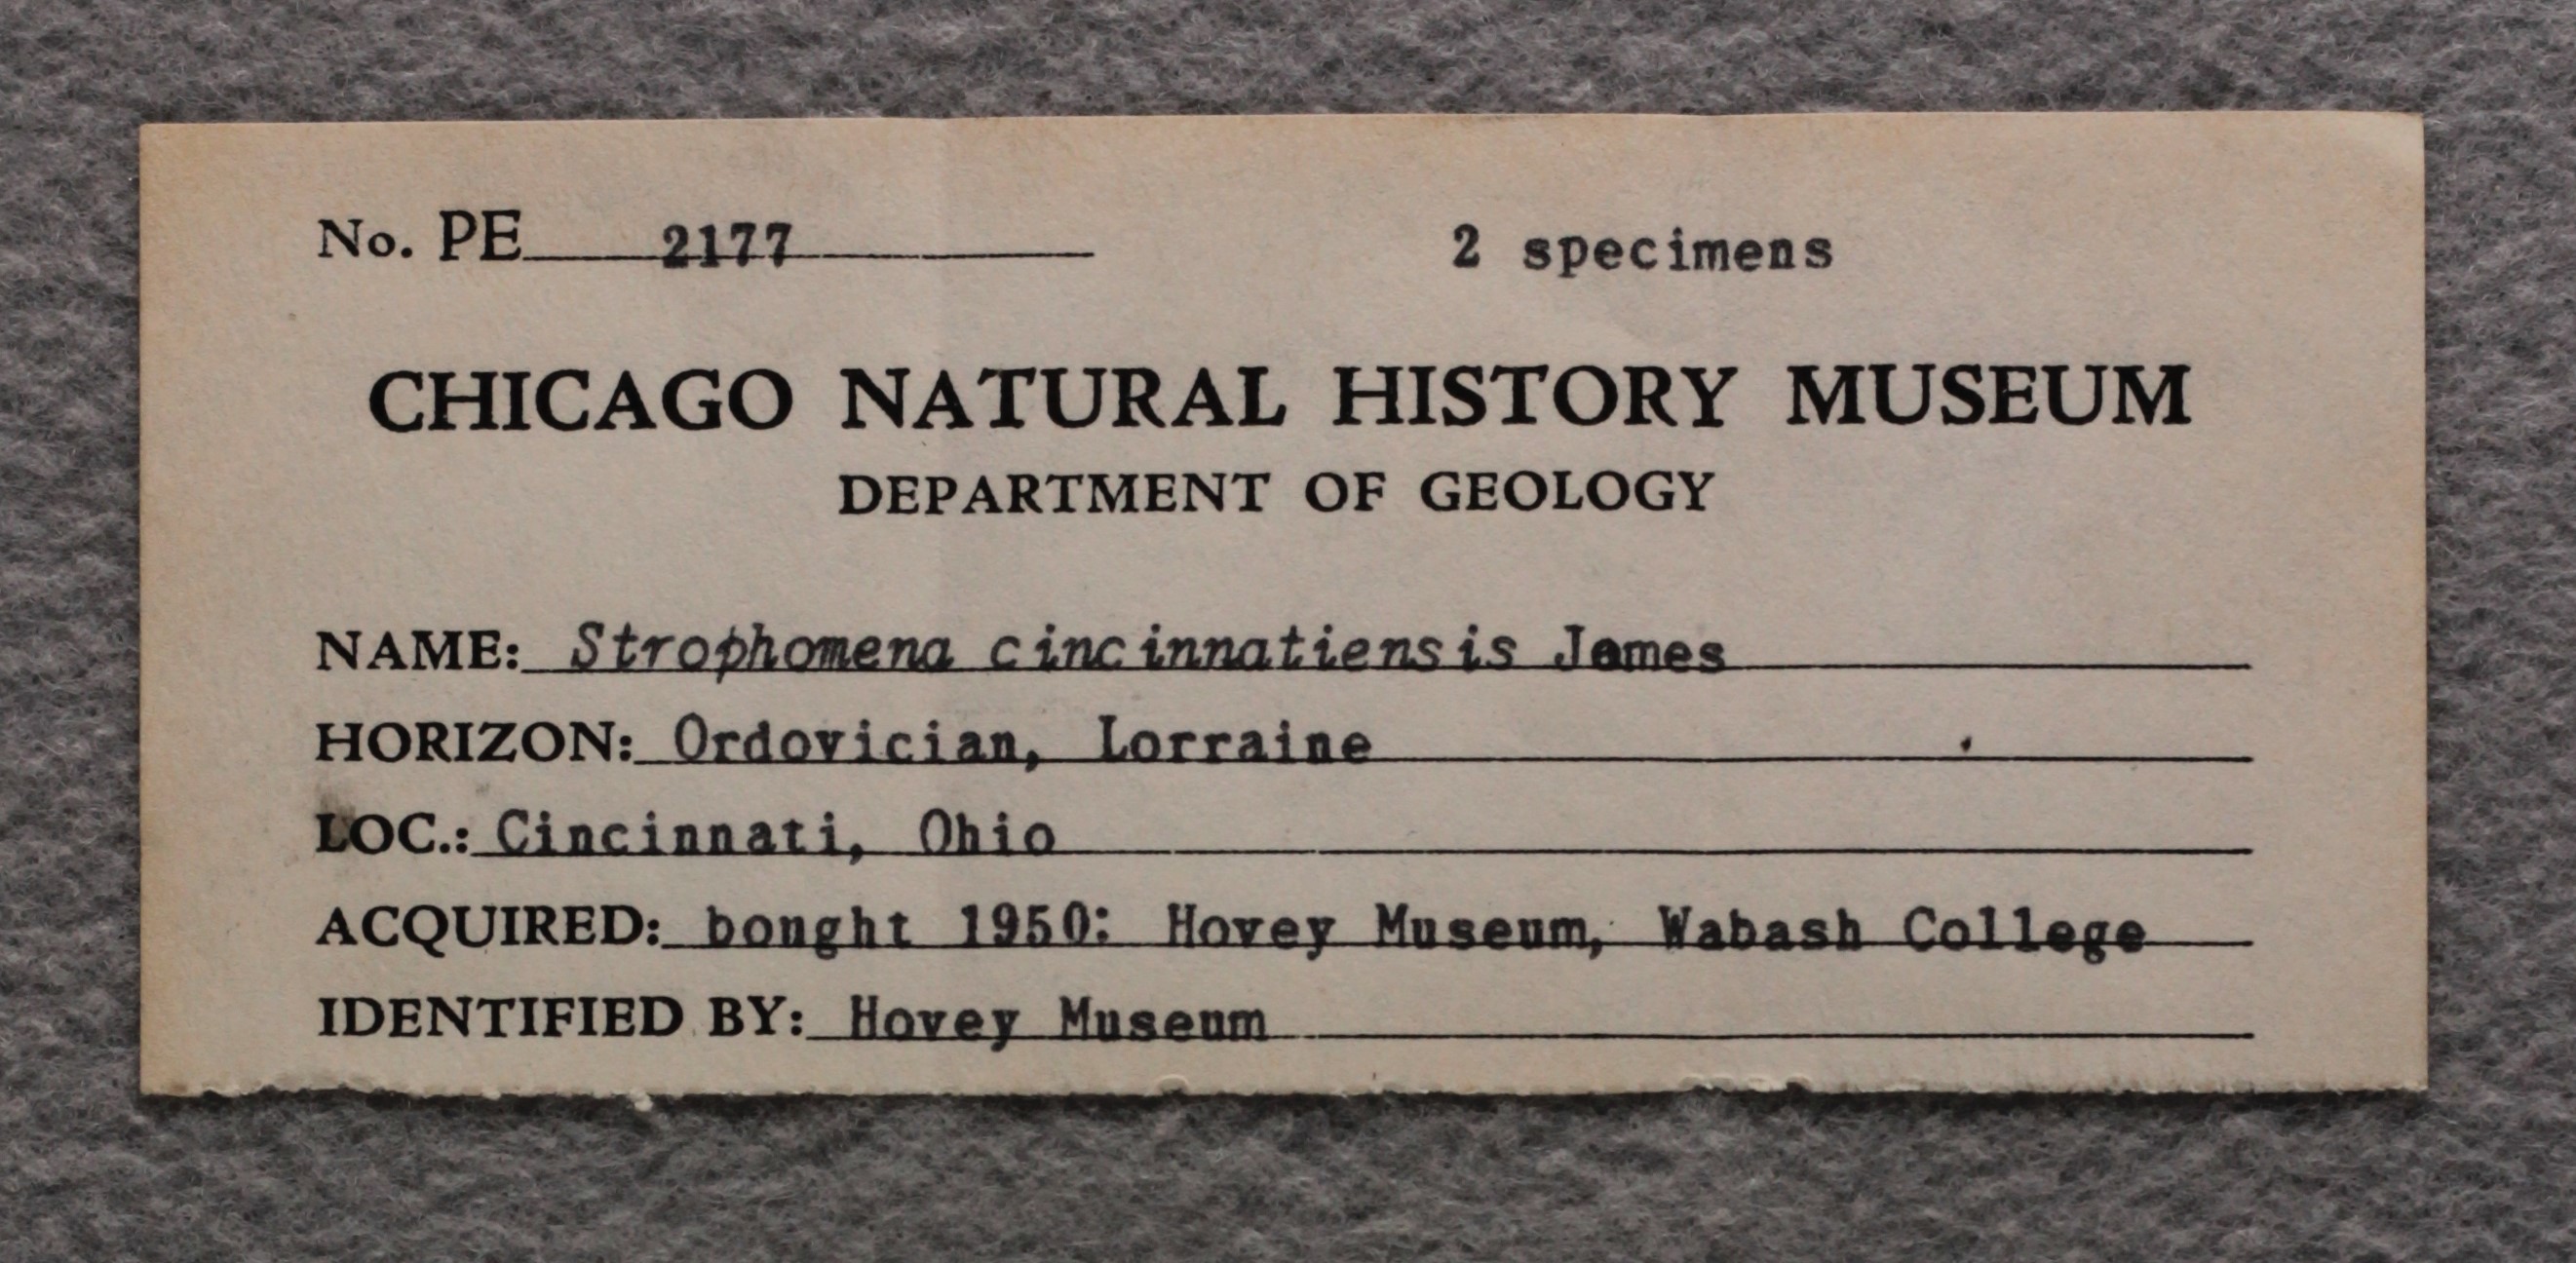 No. PE 2177 2 specimens
CHICAGO NATURAL HISTORY MUSEUM
DEPARTMENT OF GEOLOGY
NAME: Strophomena cincinnatiensis James
HORIZON: Ordovician, Lorraine
LOC.: Cincinnati, Ohio
ACQUIRED: bought 1950: Hovey Museum, Wabash College
IDENTIFIED BY: Hovey Museum